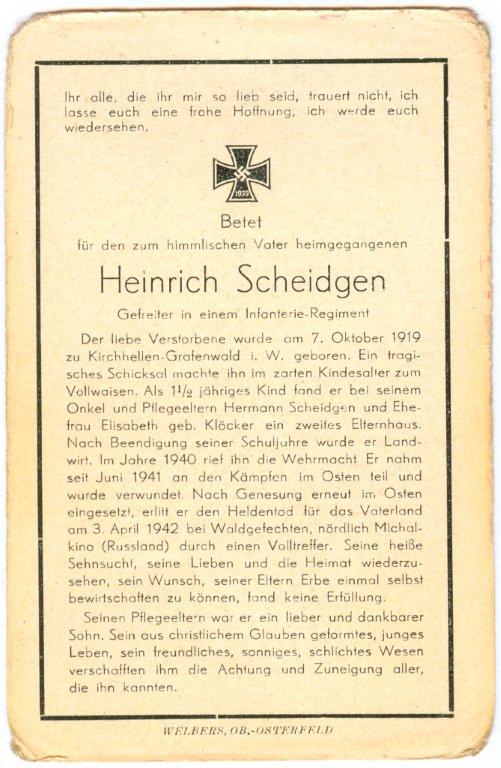 Ihr alle, die ihr mir so lieb seid, trauert nicht, ich
lasse euch eine frohe Hoffnung, ich werde euch
wiedersehen.
1939
Betet
für den zum himmlischen Vater heimgegangenen
Heinrich Scheidgen
Gefreiter in einem Infanterie-Regiment
Der liebe Verstorbene wurde am 7. Oktober 1919
zu Kirchhellen-Grafenwald i. W. geboren. Ein tragi-
sches Schicksal machte ihn im zarten Kindesalter zum
Vollwaisen. Als 1 1/2 jähriges Kind fand er bei seinem
Onkel und Pflegeeltern Hermann Scheidgen und Ehe-
frau Elisabeth geb. Klöcker ein zweites Elternhaus.
Nach Beendigung seiner Schuljahre wurde er Land-
wirt. Im Jahre 1940 rief ihn die Wehrmacht Er nahm
seit Juni 1941 an den Kämpfen im Osten teil und
wurde verwundet. Nach Genesung erneut im Osten
eingesetzt, erlitt er den Heldentod für das Vaterland
am 3. April 1942 bei Waldgefechten, nördlich Michal-
kino (Russland) durch einen Volltreffer. Seine heiße
Sehnsucht, seine Lieben und die Heimat wiederzu-
sehen, sein Wunsch, seiner Eltern Erbe einmal selbst
bewirtschaften zu können, fand keine Erfüllung.
Seinen Pflegeeltern war er ein lieber und dankbarer
Sohn. Sein aus christlichem Glauben geformtes, junges
Leben, sein freundliches, sonniges, schlichtes Wesen
verschafften ihm die Achtung und Zuneigung aller,
die ihn kannten.
WELBERS, OB.-OSTERFELD